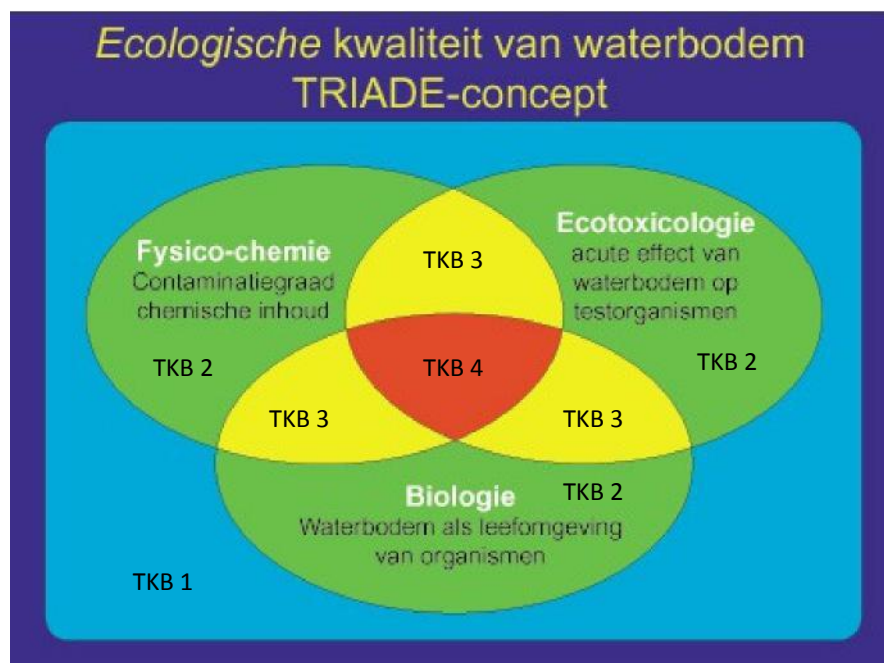 Ecologische kwaliteit van waterbodem
TRIADE-concept
Fysico-chemie
Contaminatiegraad
chemische inhoud
TKB 2
TKB 3
Ecotoxicologie
acute effect van
waterbodem op
testorganismen
TKB 2
TKB 3
TKB 4
TKB 3
Biologie
TKB 2
Waterbodem als leefomgeving
van organismen
TKB 1